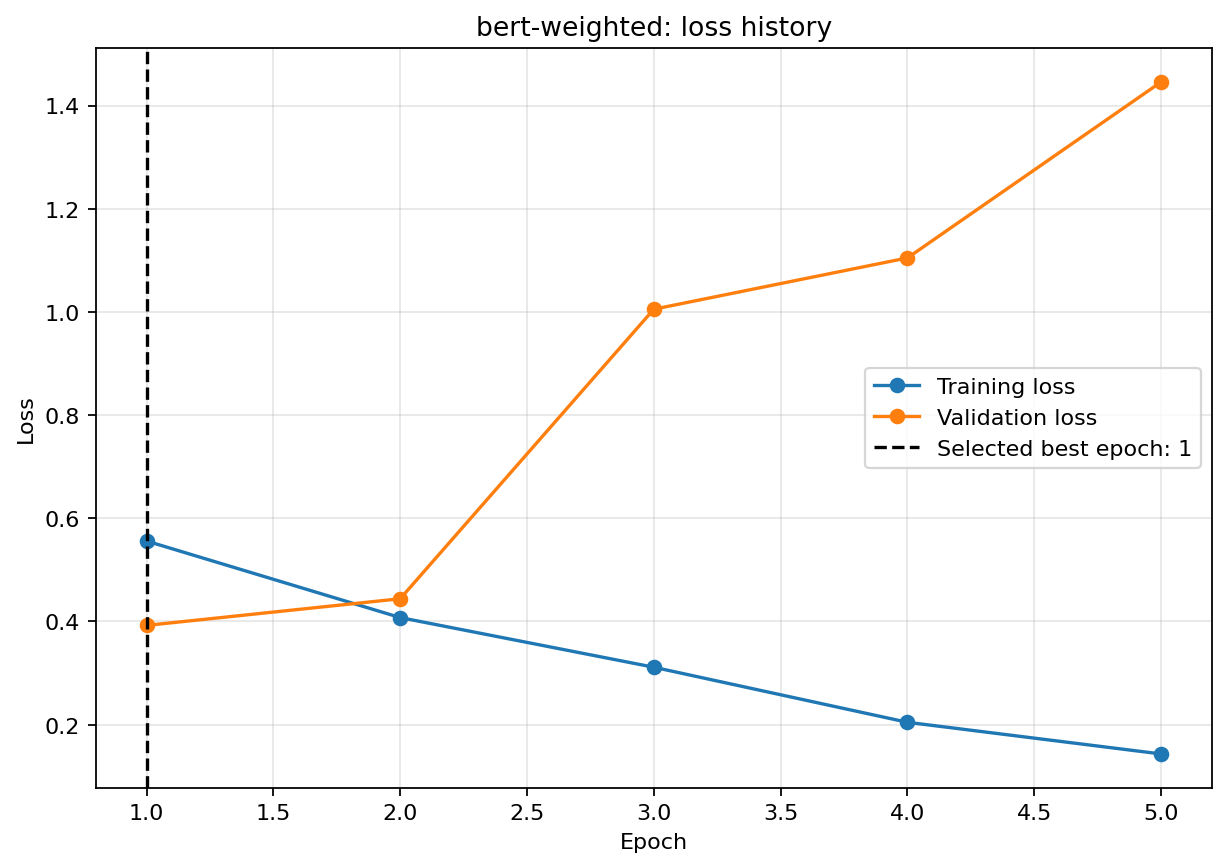 bert-weighted: loss history
1.4
1.2
1.0
0.8
0.6
0.4
0.2
Loss
Training loss
Validation loss
Selected best epoch: 1
1.0 1.5 2.0 2.5 3.0 3.5 4.0 4.5 5.0
Epoch